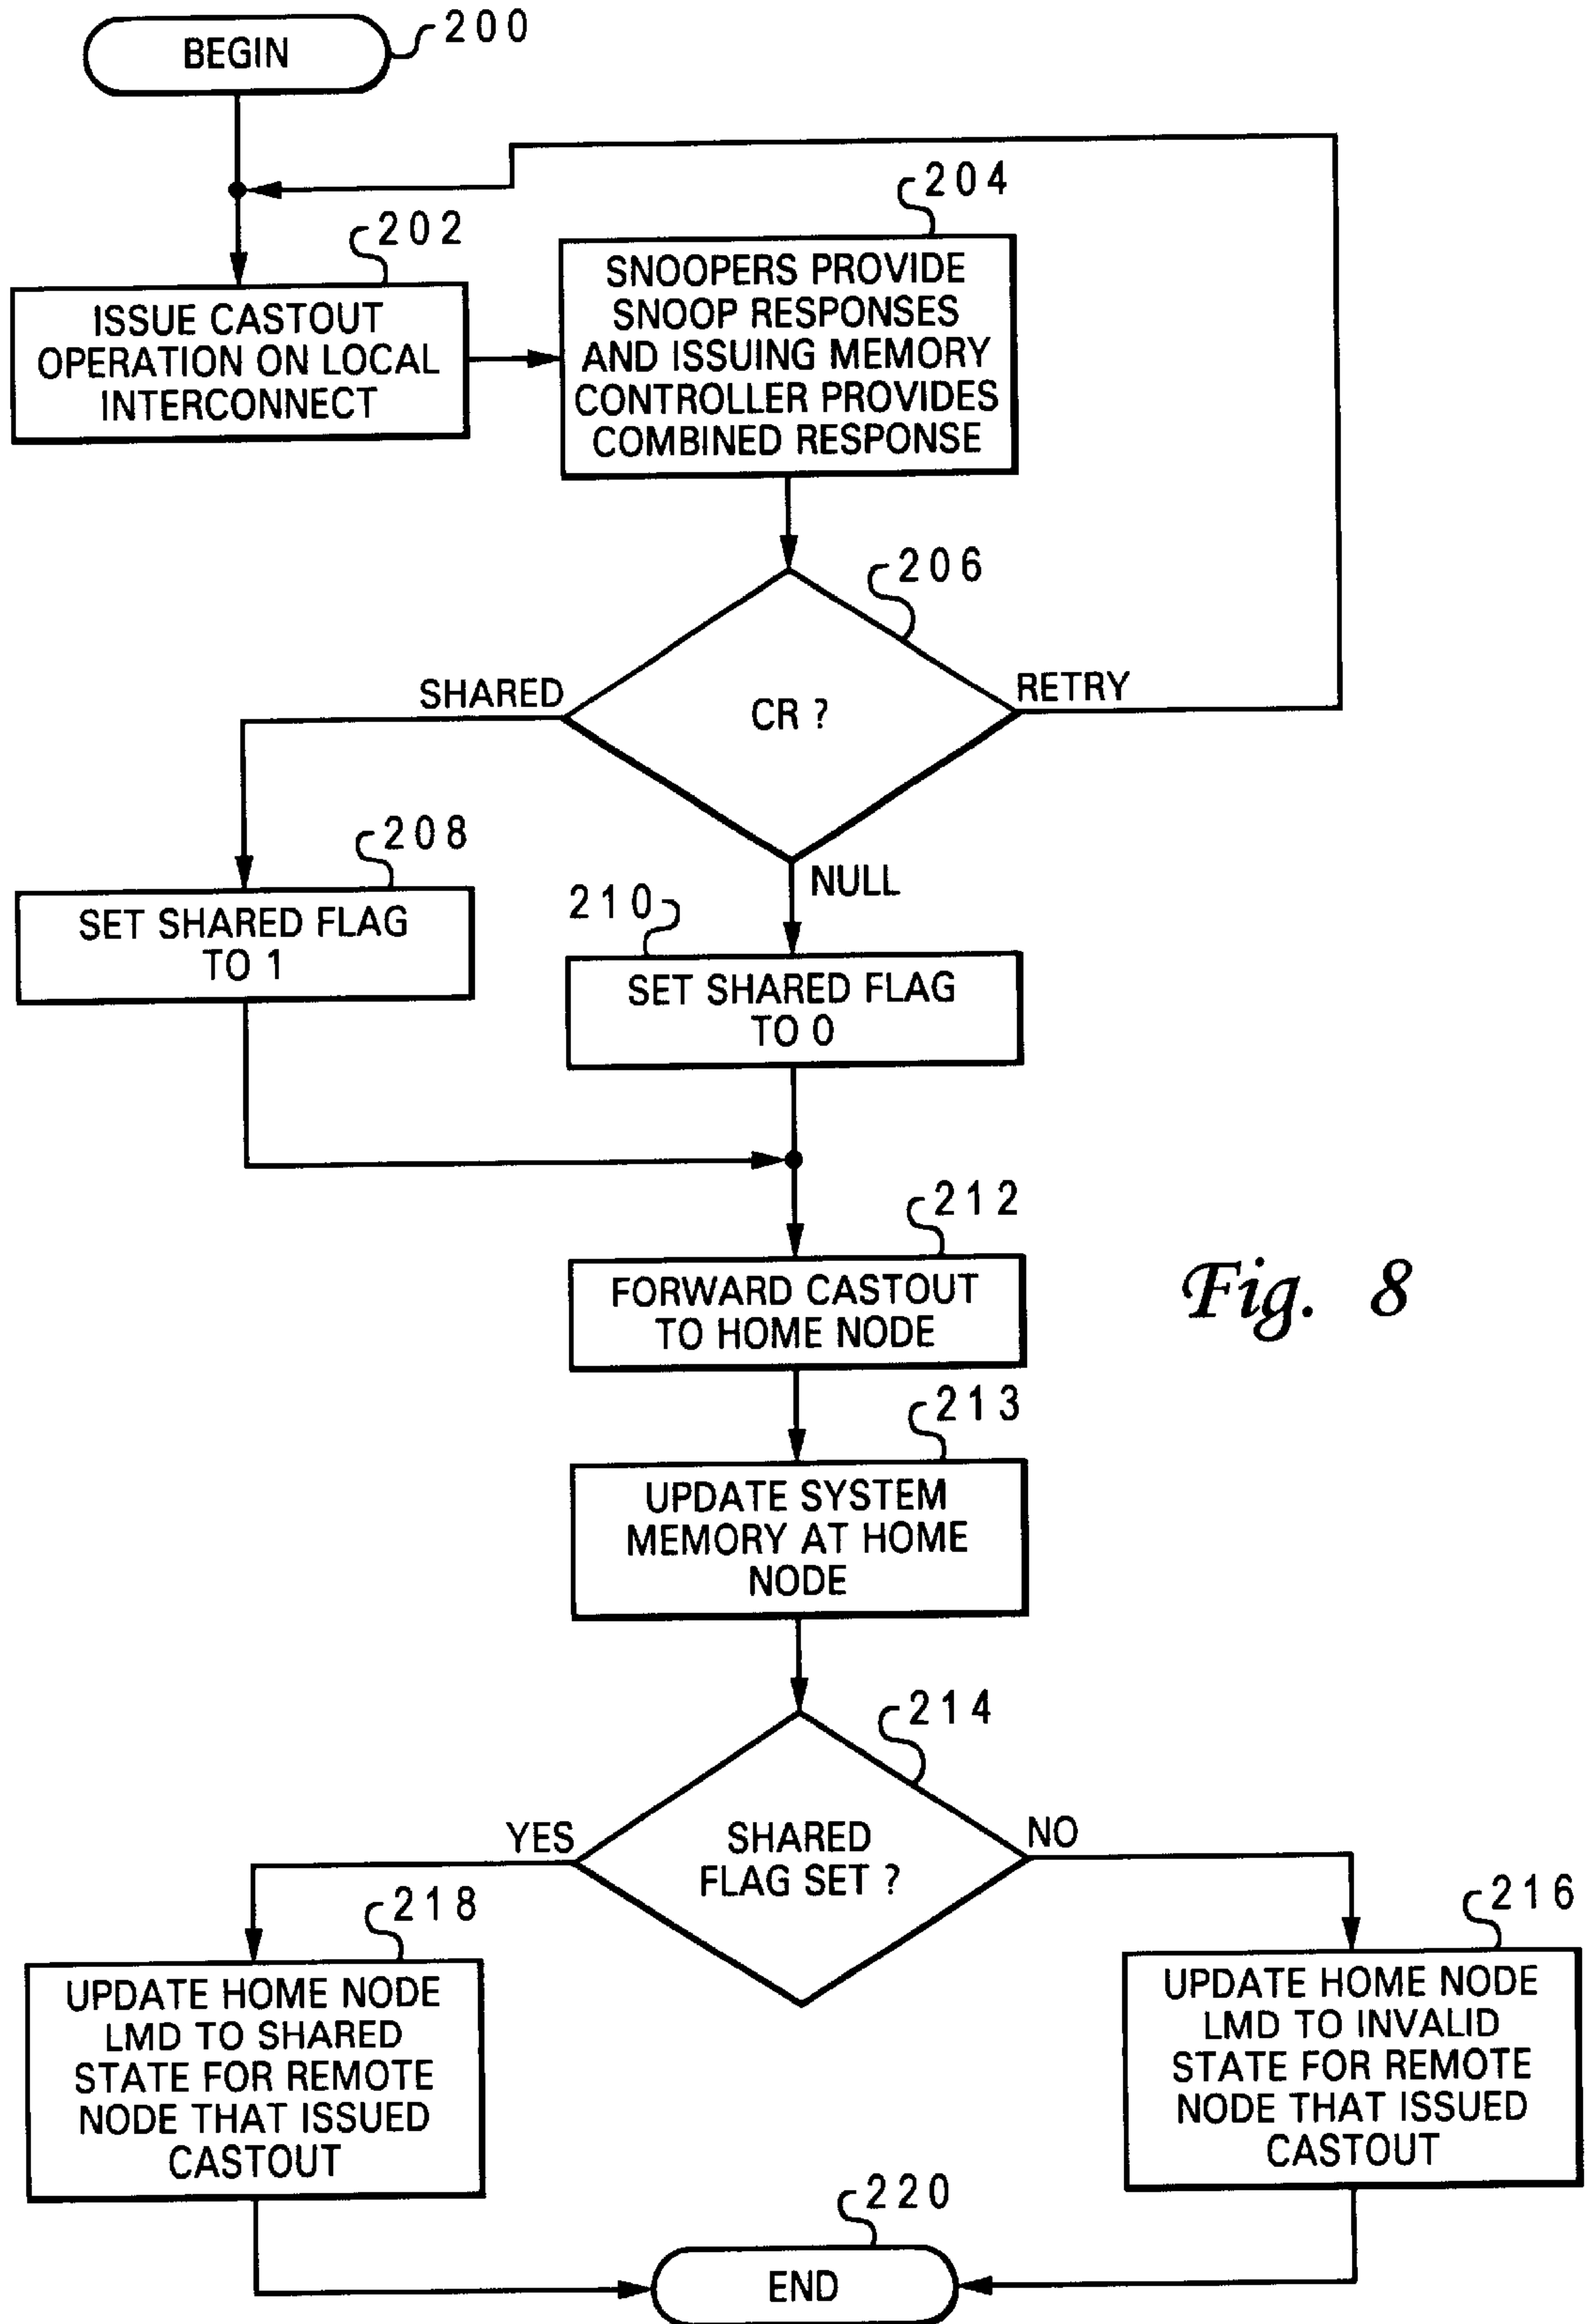 BEGIN
200
202
ISSUE CASTOUT
OPERATION ON LOCAL
INTERCONNECT
204
SNOOPERS PROVIDE
SNOOP RESPONSES
AND ISSUING MEMORY
CONTROLLER PROVIDES
COMBINED RESPONSE
206
SHARED
CR ?
RETRY
NULL
208
SET SHARED FLAG
TO 1
210
SET SHARED FLAG
TO 0
212
FORWARD CASTOUT
TO HOME NODE
Fig. 8
213
UPDATE SYSTEM
MEMORY AT HOME
NODE
214
YES
SHARED
FLAG SET ?
NO
218
UPDATE HOME NODE
LMD TO SHARED
STATE FOR REMOTE
NODE THAT ISSUED
CASTOUT
216
UPDATE HOME NODE
LMD TO INVALID
STATE FOR REMOTE
NODE THAT ISSUED
CASTOUT
220
END